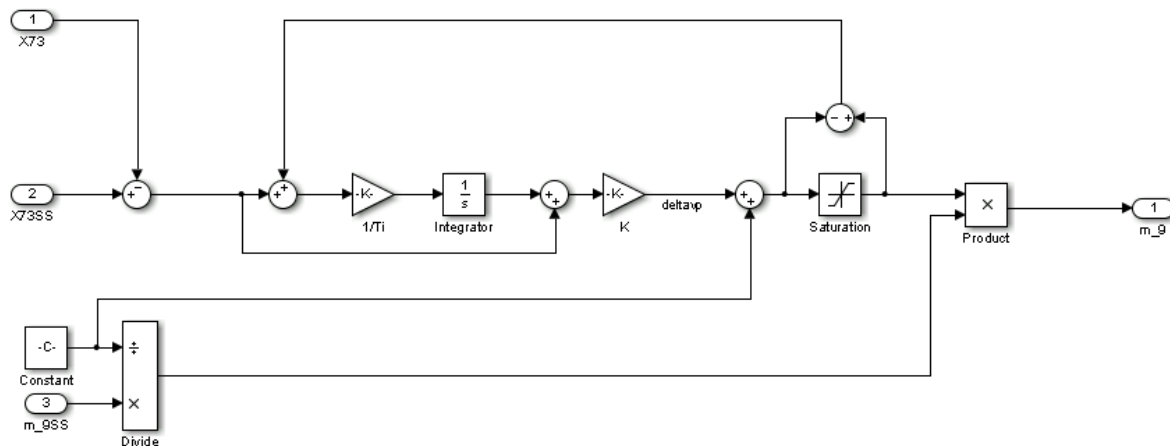 1
X73
2
X73SS
+
−
+
+
-K-
1/Ti
1
s
Integrator
+
+
-K-
K
deltavp
+
+
− +
Saturation
×
Product
1
m_9
-C-
Constant
3
m_9SS
÷
×
Divide